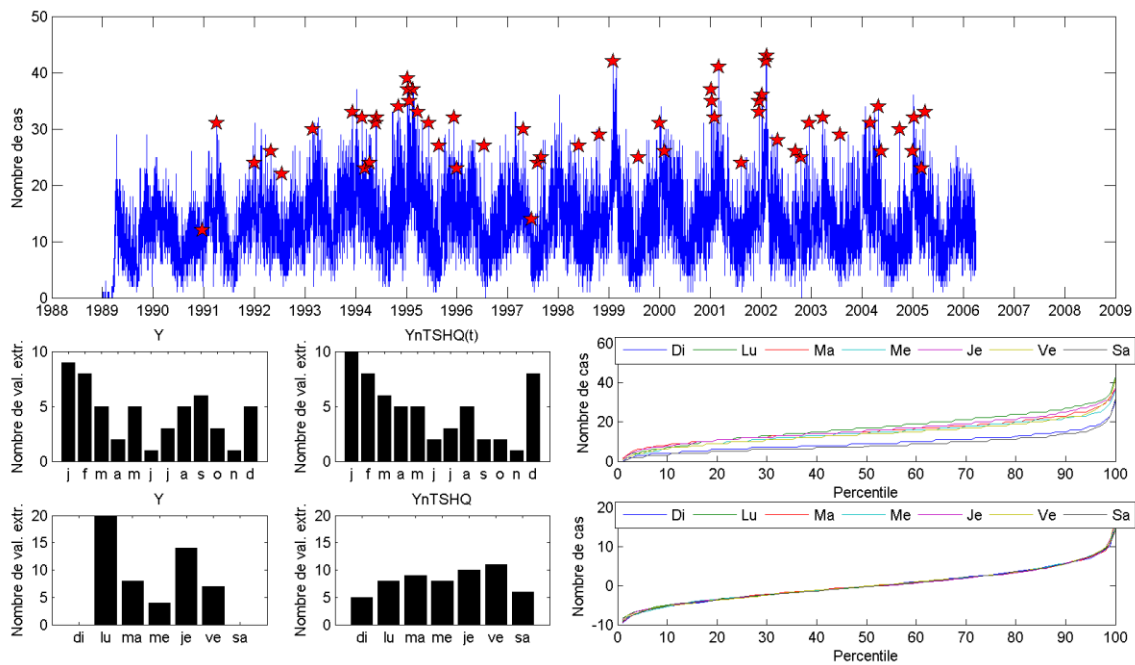 50
40
30
20
10
0
Nombre de cas
1988 1989 1990 1991 1992 1993 1994 1995 1996 1997 1998 1999 2000 2001 2002 2003 2004 2005 2006 2007 2008 2009
Y
10
5
0
Nombre de val. extr.
j f m a m j j a s o n d
YnTSHQ(t)
10
5
0
Nombre de val. extr.
j f m a m j j a s o n d
60
40
20
0
Nombre de cas
Di Lu Ma Me Je Ve Sa
0 10 20 30 40 50 60 70 80 90 100
Percentile
Y
20
15
10
5
0
Nombre de val. extr.
di lu ma me je ve sa
YnTSHQ
20
15
10
5
0
Nombre de val. extr.
di lu ma me je ve sa
20
10
0
-10
Nombre de cas
Di Lu Ma Me Je Ve Sa
0 10 20 30 40 50 60 70 80 90 100
Percentile